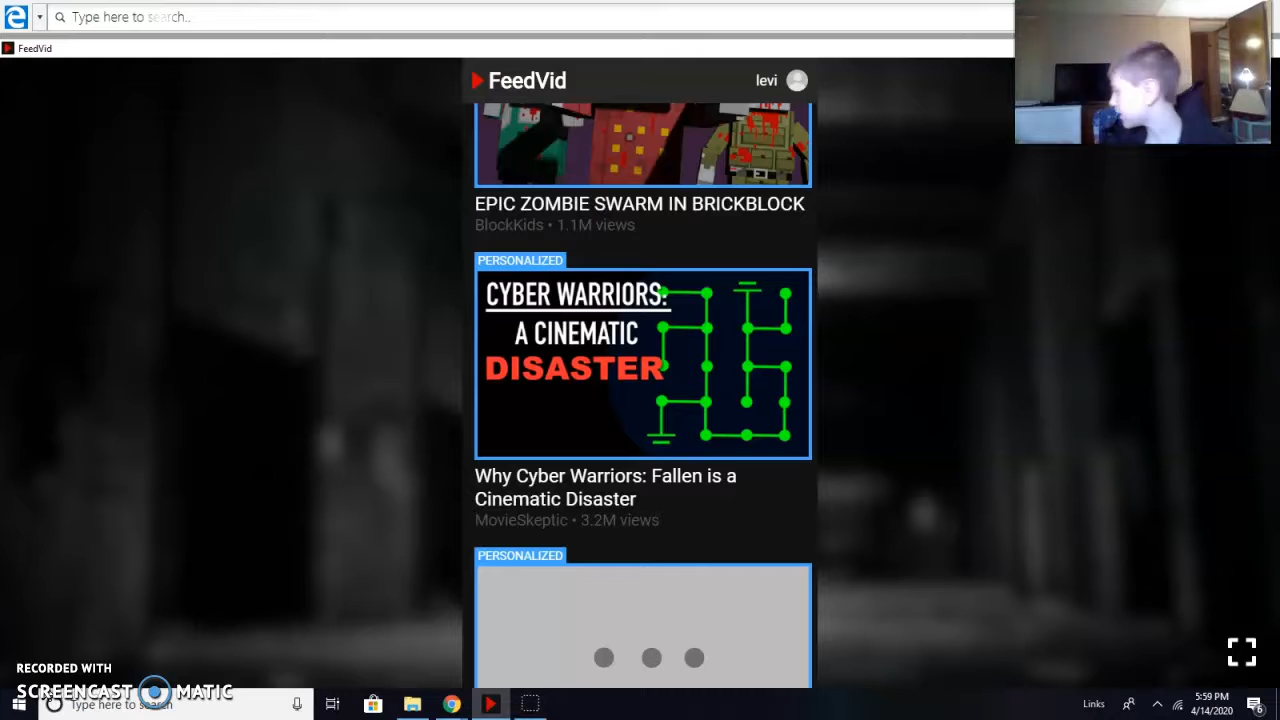 Type here to search..
FeedVid
FeedVid
levi
EPIC ZOMBIE SWARM IN BRICKBLOCK
BlockKids • 1.1M views
PERSONALIZED
CYBER WARRIORS:
A CINEMATIC
DISASTER
Why Cyber Warriors: Fallen is a
Cinematic Disaster
MovieSkeptic • 3.2M views
PERSONALIZED
RECORDED WITH
SCREENCAST MATIC
Type here to search
Links
5:59 PM
4/14/2020
6